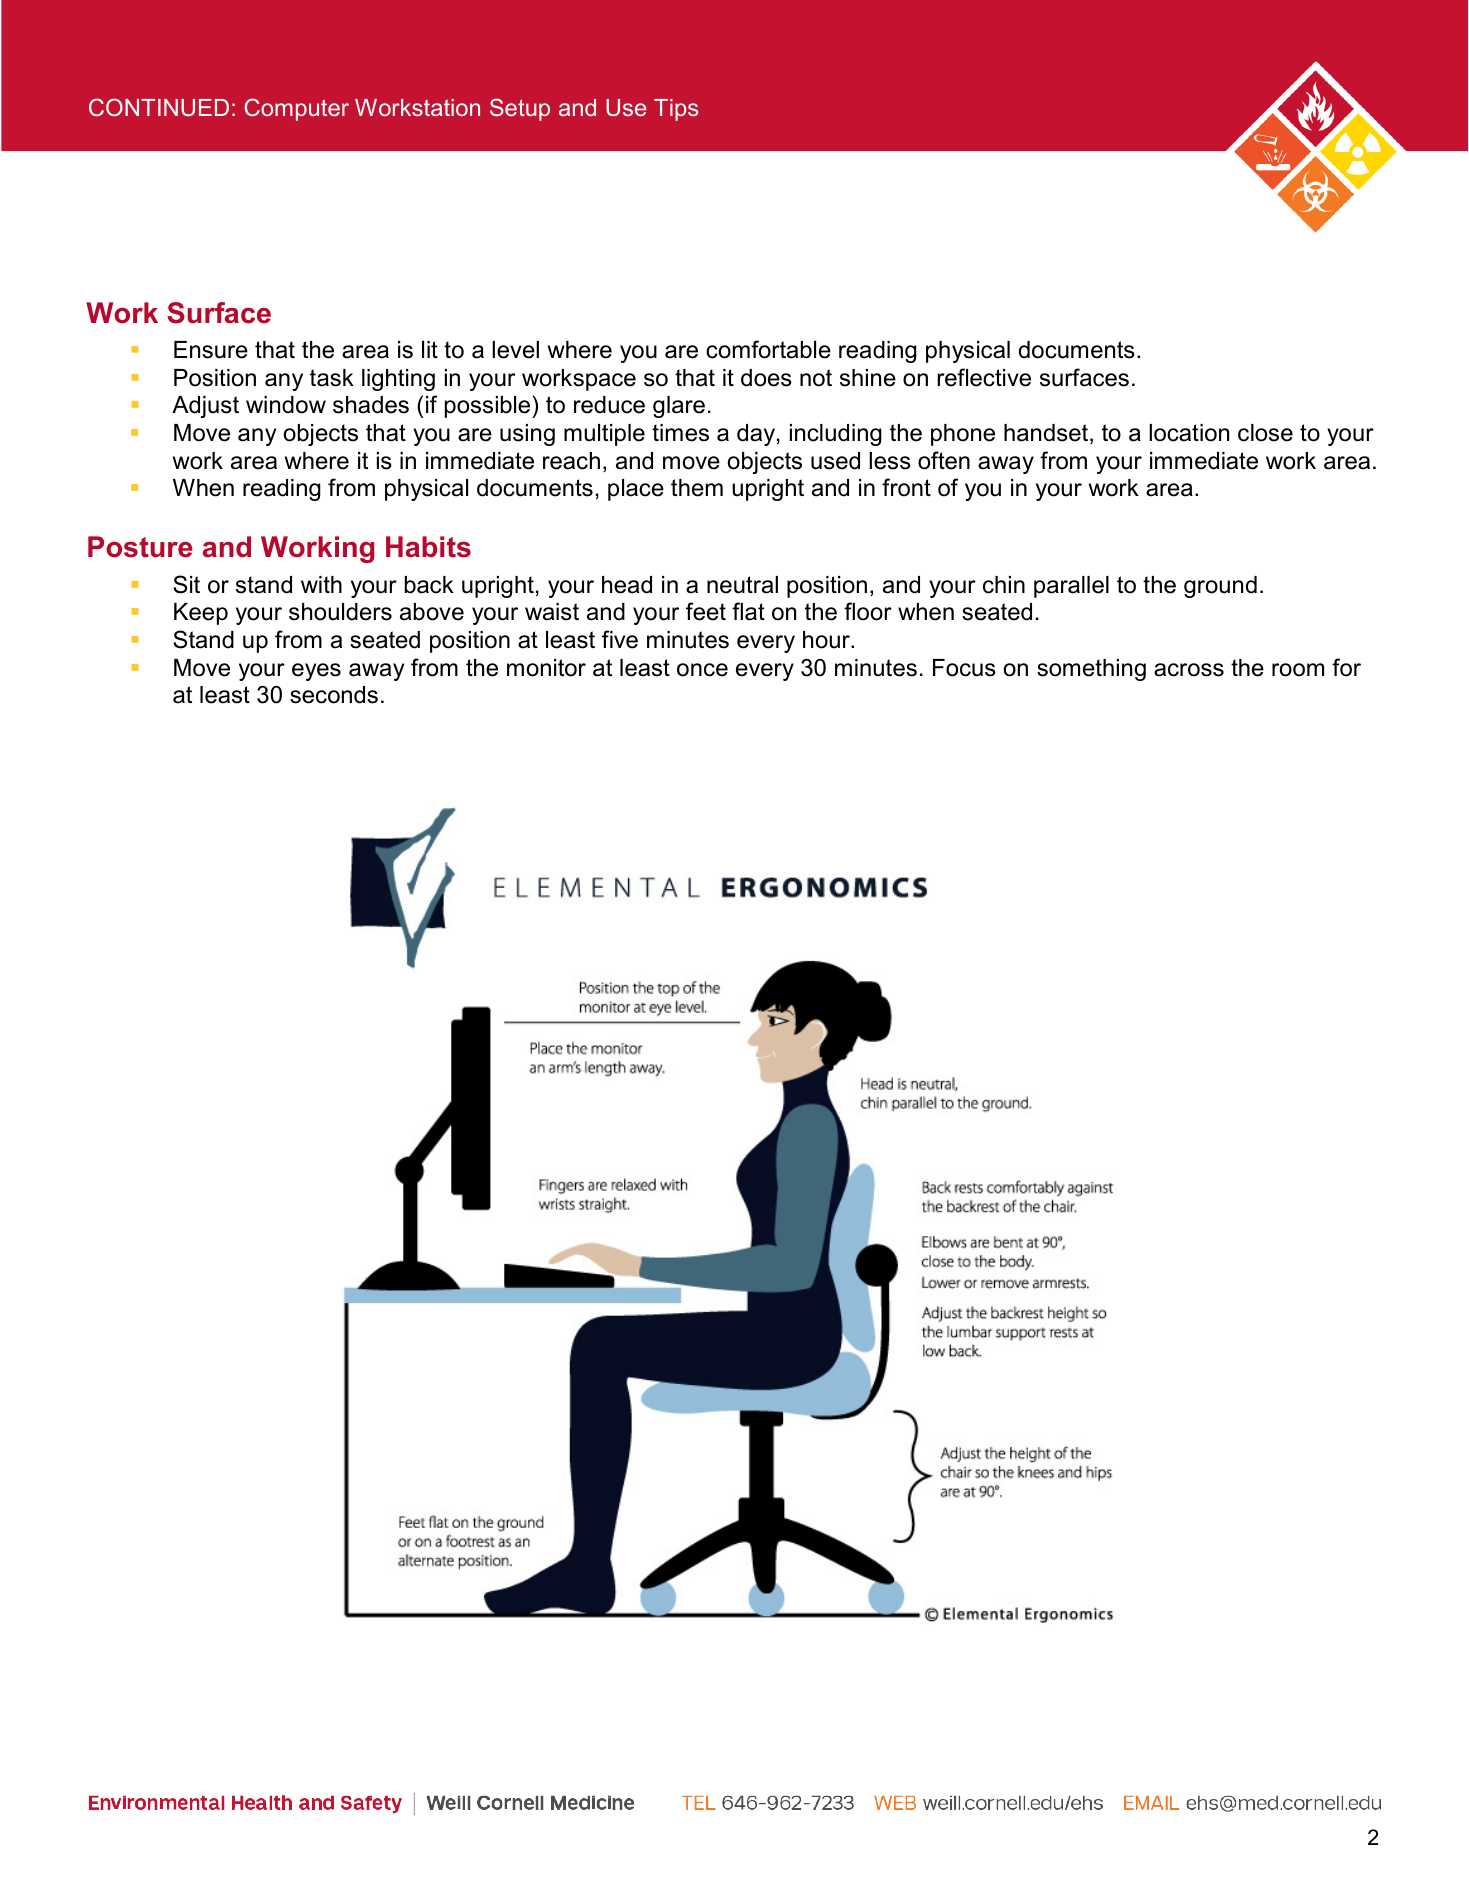 CONTINUED: Computer Workstation Setup and Use Tips
Work Surface
▪ Ensure that the area is lit to a level where you are comfortable reading physical documents.
▪ Position any task lighting in your workspace so that it does not shine on reflective surfaces.
▪ Adjust window shades (if possible) to reduce glare.
▪ Move any objects that you are using multiple times a day, including the phone handset, to a location close to your
work area where it is in immediate reach, and move objects used less often away from your immediate work area.
▪ When reading from physical documents, place them upright and in front of you in your work area.
Posture and Working Habits
▪ Sit or stand with your back upright, your head in a neutral position, and your chin parallel to the ground.
▪ Keep your shoulders above your waist and your feet flat on the floor when seated.
▪ Stand up from a seated position at least five minutes every hour.
▪ Move your eyes away from the monitor at least once every 30 minutes. Focus on something across the room for
at least 30 seconds.
ELEMENTAL ERGONOMICS
Position the top of the
monitor at eye level.
Place the monitor
an arm's length away.
Head is neutral,
chin parallel to the ground.
Fingers are relaxed with
wrists straight.
Back rests comfortably against
the backrest of the chair.
Elbows are bent at 90°,
close to the body.
Lower or remove armrests.
Adjust the backrest height so
the lumbar support rests at
low back.
Adjust the height of the
chair so the knees and hips
are at 90°.
Feet flat on the ground
or on a footrest as an
alternate position.
© Elemental Ergonomics
Environmental Health and Safety | Weill Cornell Medicine TEL 646-962-7233 WEB weill.cornell.edu/ehs EMAIL ehs@med.cornell.edu
2